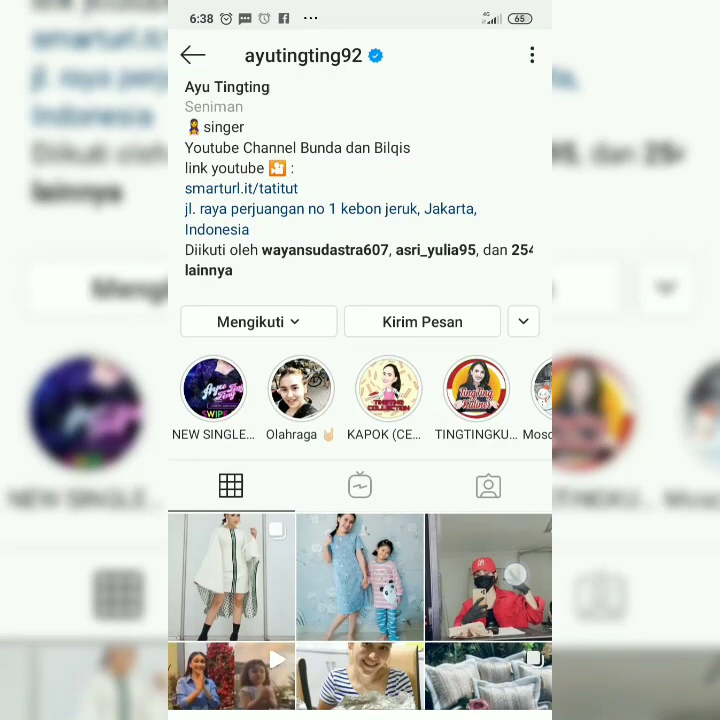 6:38
4G
65
ayutingting92
Ayu Tingting
Seniman
singer
Youtube Channel Bunda dan Bilqis
link youtube :
smarturl.it/tatitut
jl. raya perjuangan no 1 kebon jeruk, Jakarta,
Indonesia
Diikuti oleh wayansudastra607, asri_yulia95, dan 254
lainnya
Mengikuti
Kirim Pesan
NEW SINGLE...
Olahraga
KAPOK (CE...
TINGTINGKU...